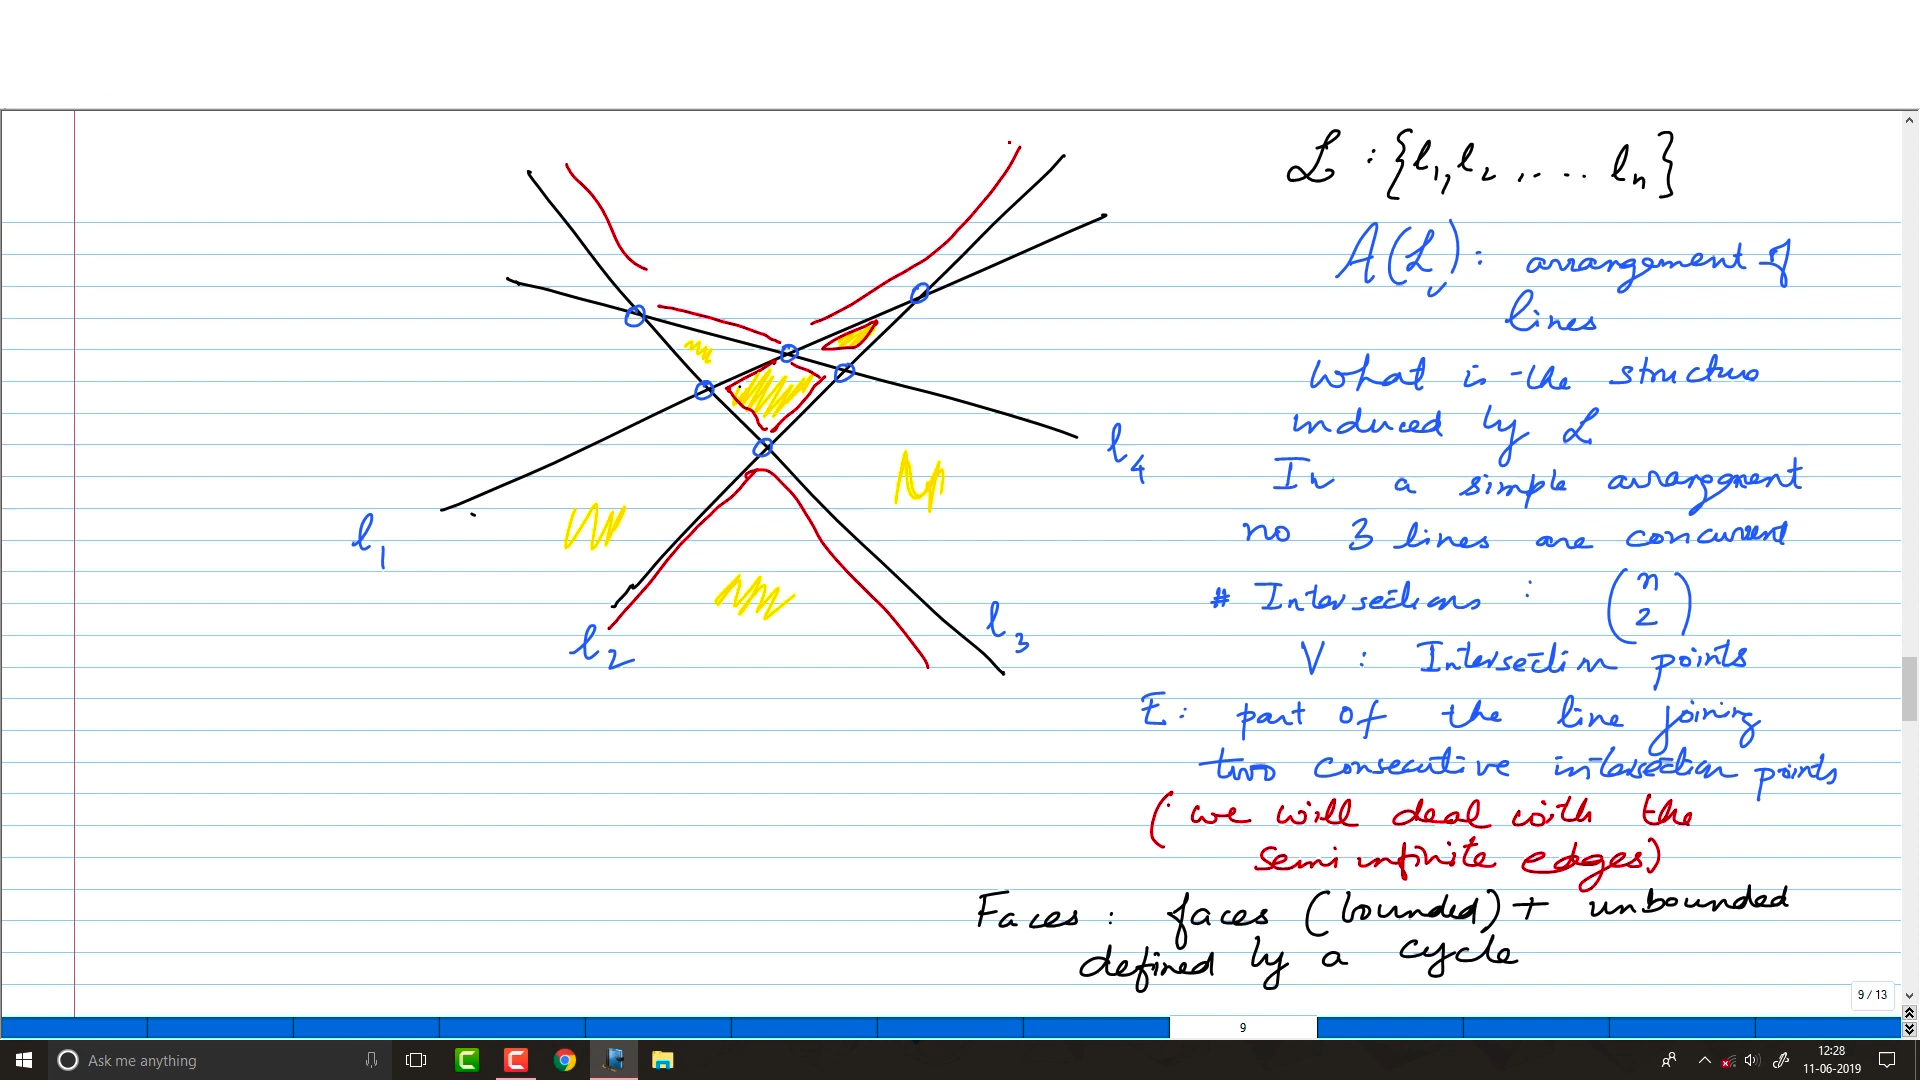 ℒ : {l₁, l₂, .... lₙ}
A(ℒ) : arrangement of
lines
What is the structure
induced by ℒ
In a simple arrangment
no 3 lines are concurrent
# Intersections : (n 2)
V : Intersection points
E : part of the line joining
two consecutive intersection points
(we will deal with the
semi infinite edges)
Faces : faces (bounded) + unbounded
defined by a cycle
l₁
l₂
l₃
l₄
9 / 13
9
Ask me anything
12:28
11-06-2019